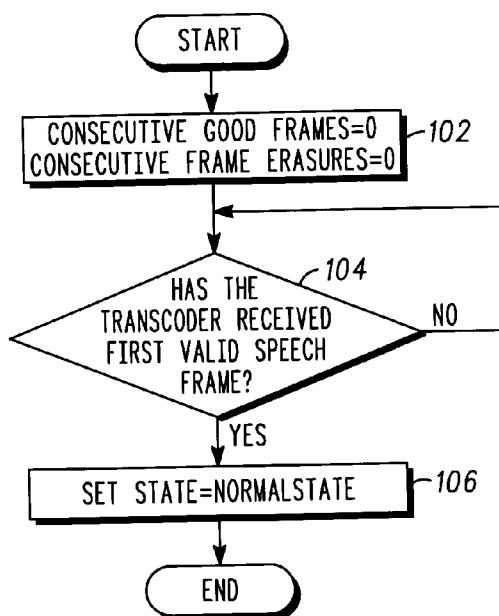 START
CONSECUTIVE GOOD FRAMES=0
CONSECUTIVE FRAME ERASURES=0
102
104
HAS THE
TRANSCODER RECEIVED
FIRST VALID SPEECH
FRAME?
NO
YES
SET STATE=NORMALSTATE
106
END